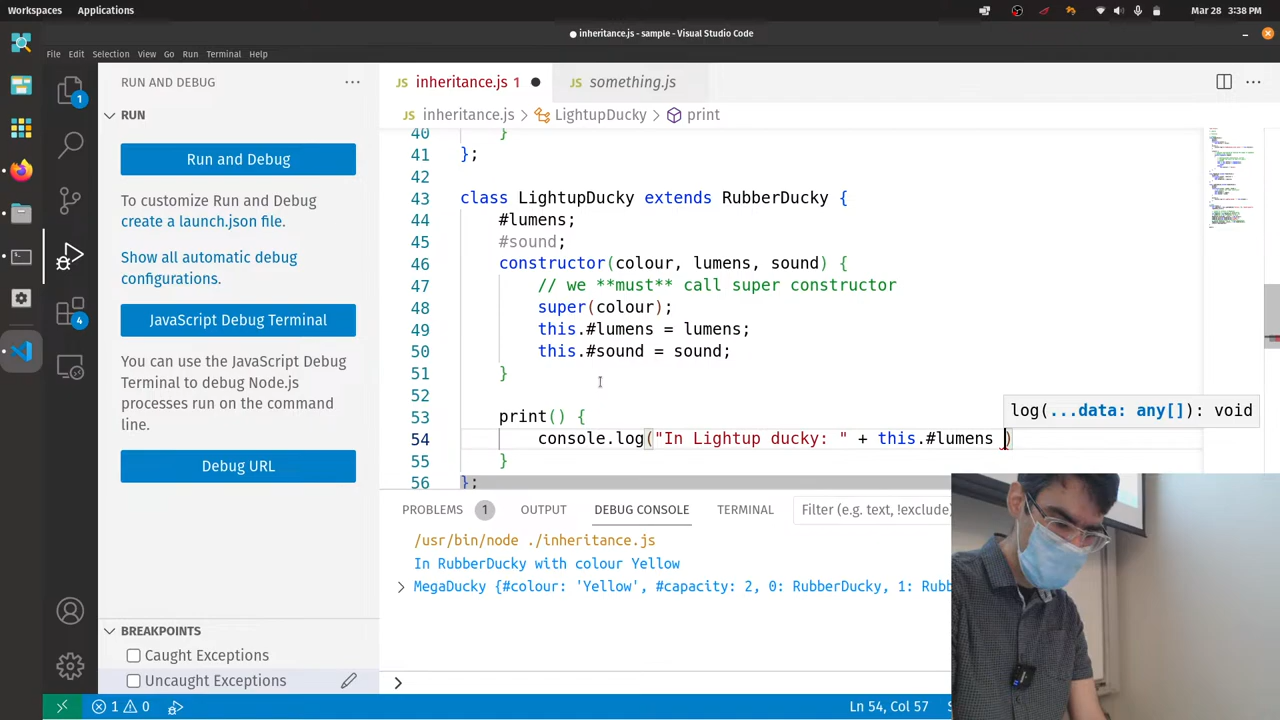 Workspaces Applications Mar 28 3:38 PM
inheritance.js - sample - Visual Studio Code
File Edit Selection View Go Run Terminal Help
RUN AND DEBUG
JS inheritance.js 1
JS something.js
JS inheritance.js > LightupDucky > print
RUN
Run and Debug
To customize Run and Debug
create a launch.json file.
Show all automatic debug
configurations.
JavaScript Debug Terminal
You can use the JavaScript
Debug Terminal to debug Node.js
processes run on the command
line.
Debug URL
1
4
40 }
41 };
42
43 class LightupDucky extends RubberDucky {
44 #lumens;
45 #sound;
46 constructor(colour, lumens, sound) {
47 // we **must** call super constructor
48 super(colour);
49 this.#lumens = lumens;
50 this.#sound = sound;
51 }
52
53 print() {
54 console.log("In Lightup ducky: " + this.#lumens )
55 }
56 };
log(...data: any[]): void
PROBLEMS 1 OUTPUT DEBUG CONSOLE TERMINAL Filter (e.g. text, !exclude)
/usr/bin/node ./inheritance.js
In RubberDucky with colour Yellow
> MegaDucky {#colour: 'Yellow', #capacity: 2, 0: RubberDucky, 1: Rubb
>
BREAKPOINTS
Caught Exceptions
Uncaught Exceptions
1 0 Ln 54, Col 57